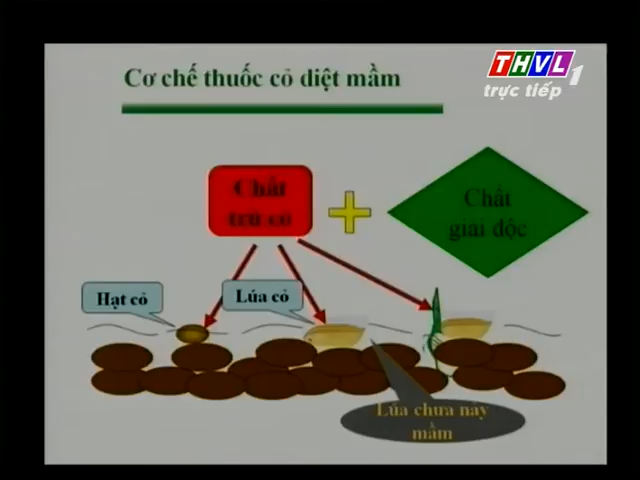 Cơ chế thuốc cỏ diệt mầm
THVL1
trực tiếp
Chất
trừ cỏ
Chất
giải độc
Hạt cỏ
Lúa cỏ
Lúa chưa nảy
mầm